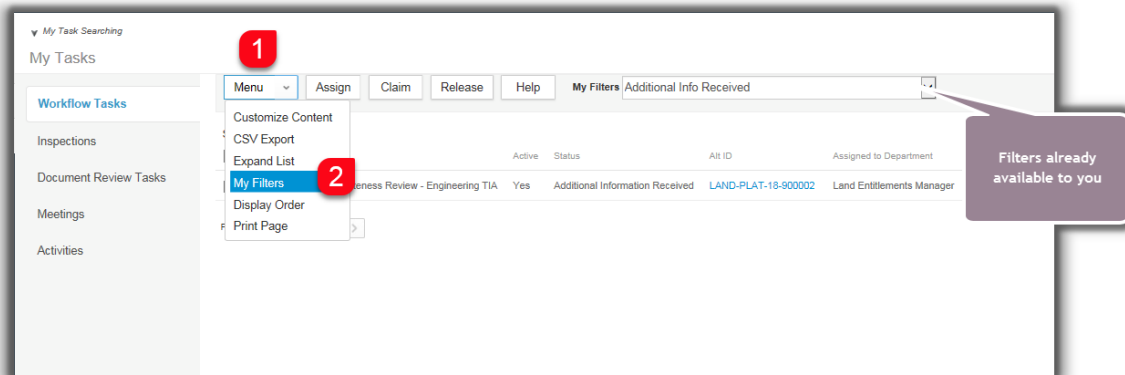 My Task Searching
My Tasks
1
Menu Assign Claim Release Help My Filters Additional Info Received
Workflow Tasks
Customize Content
Inspections
CSV Export
Expand List
Active Status Alt ID Assigned to Department
Filters already
available to you
Document Review Tasks
My Filters
2
eness Review - Engineering TIA Yes Additional Information Received LAND-PLAT-18-900002 Land Entitlements Manager
Display Order
Meetings
Print Page
Activities